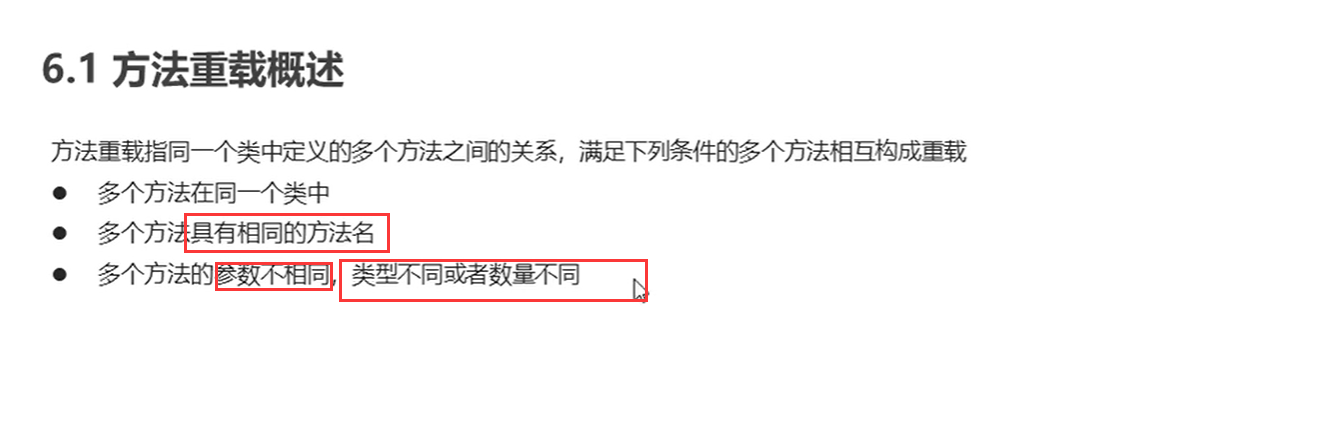 6.1 方法重载概述
方法重载指同一个类中定义的多个方法之间的关系，满足下列条件的多个方法相互构成重载
● 多个方法在同一个类中
● 多个方法具有相同的方法名
● 多个方法的参数不相同，类型不同或者数量不同